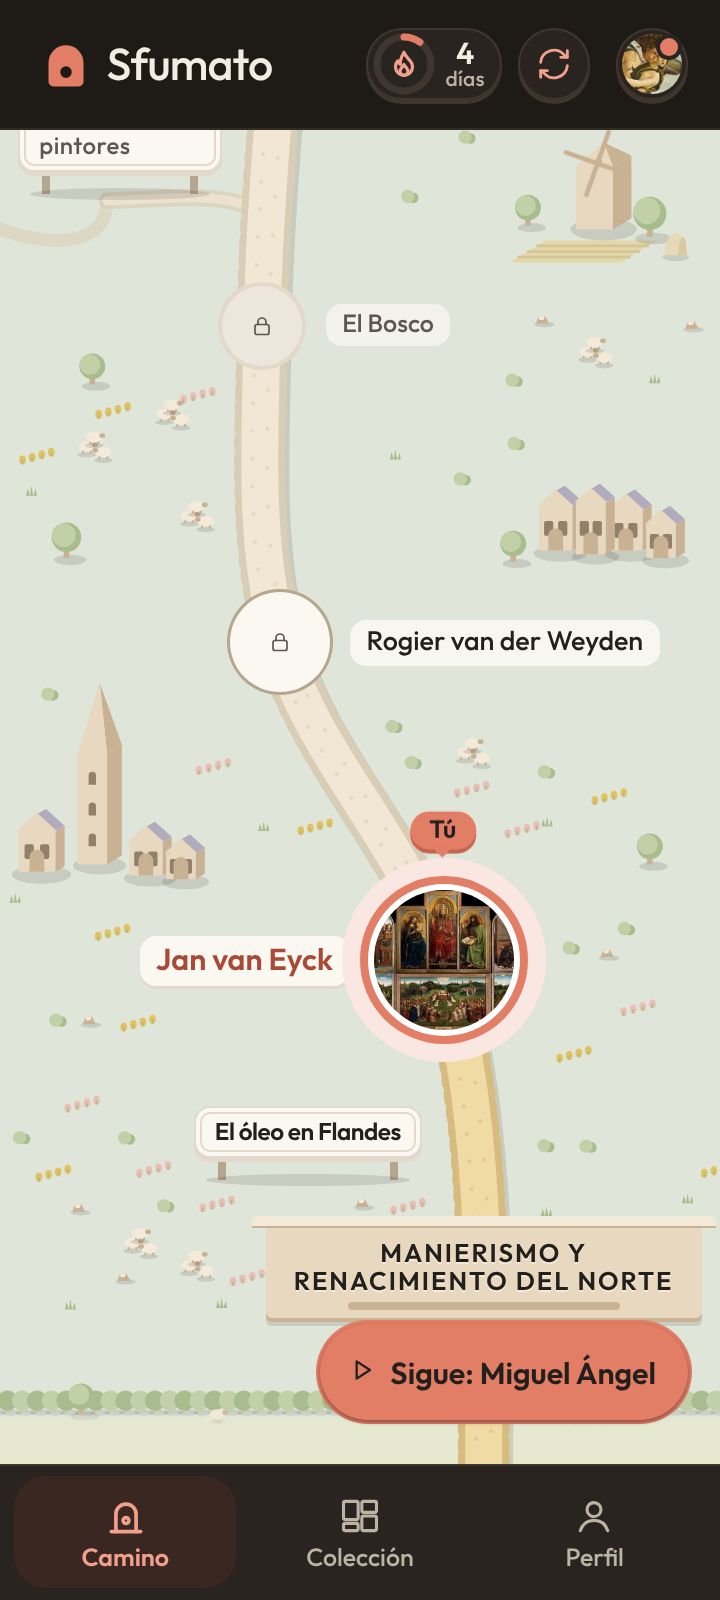 Sfumato
4
días
pintores
El Bosco
Rogier van der Weyden
Tú
Jan van Eyck
El óleo en Flandes
MANIERISMO Y
RENACIMIENTO DEL NORTE
Sigue: Miguel Ángel
Camino
Colección
Perfil